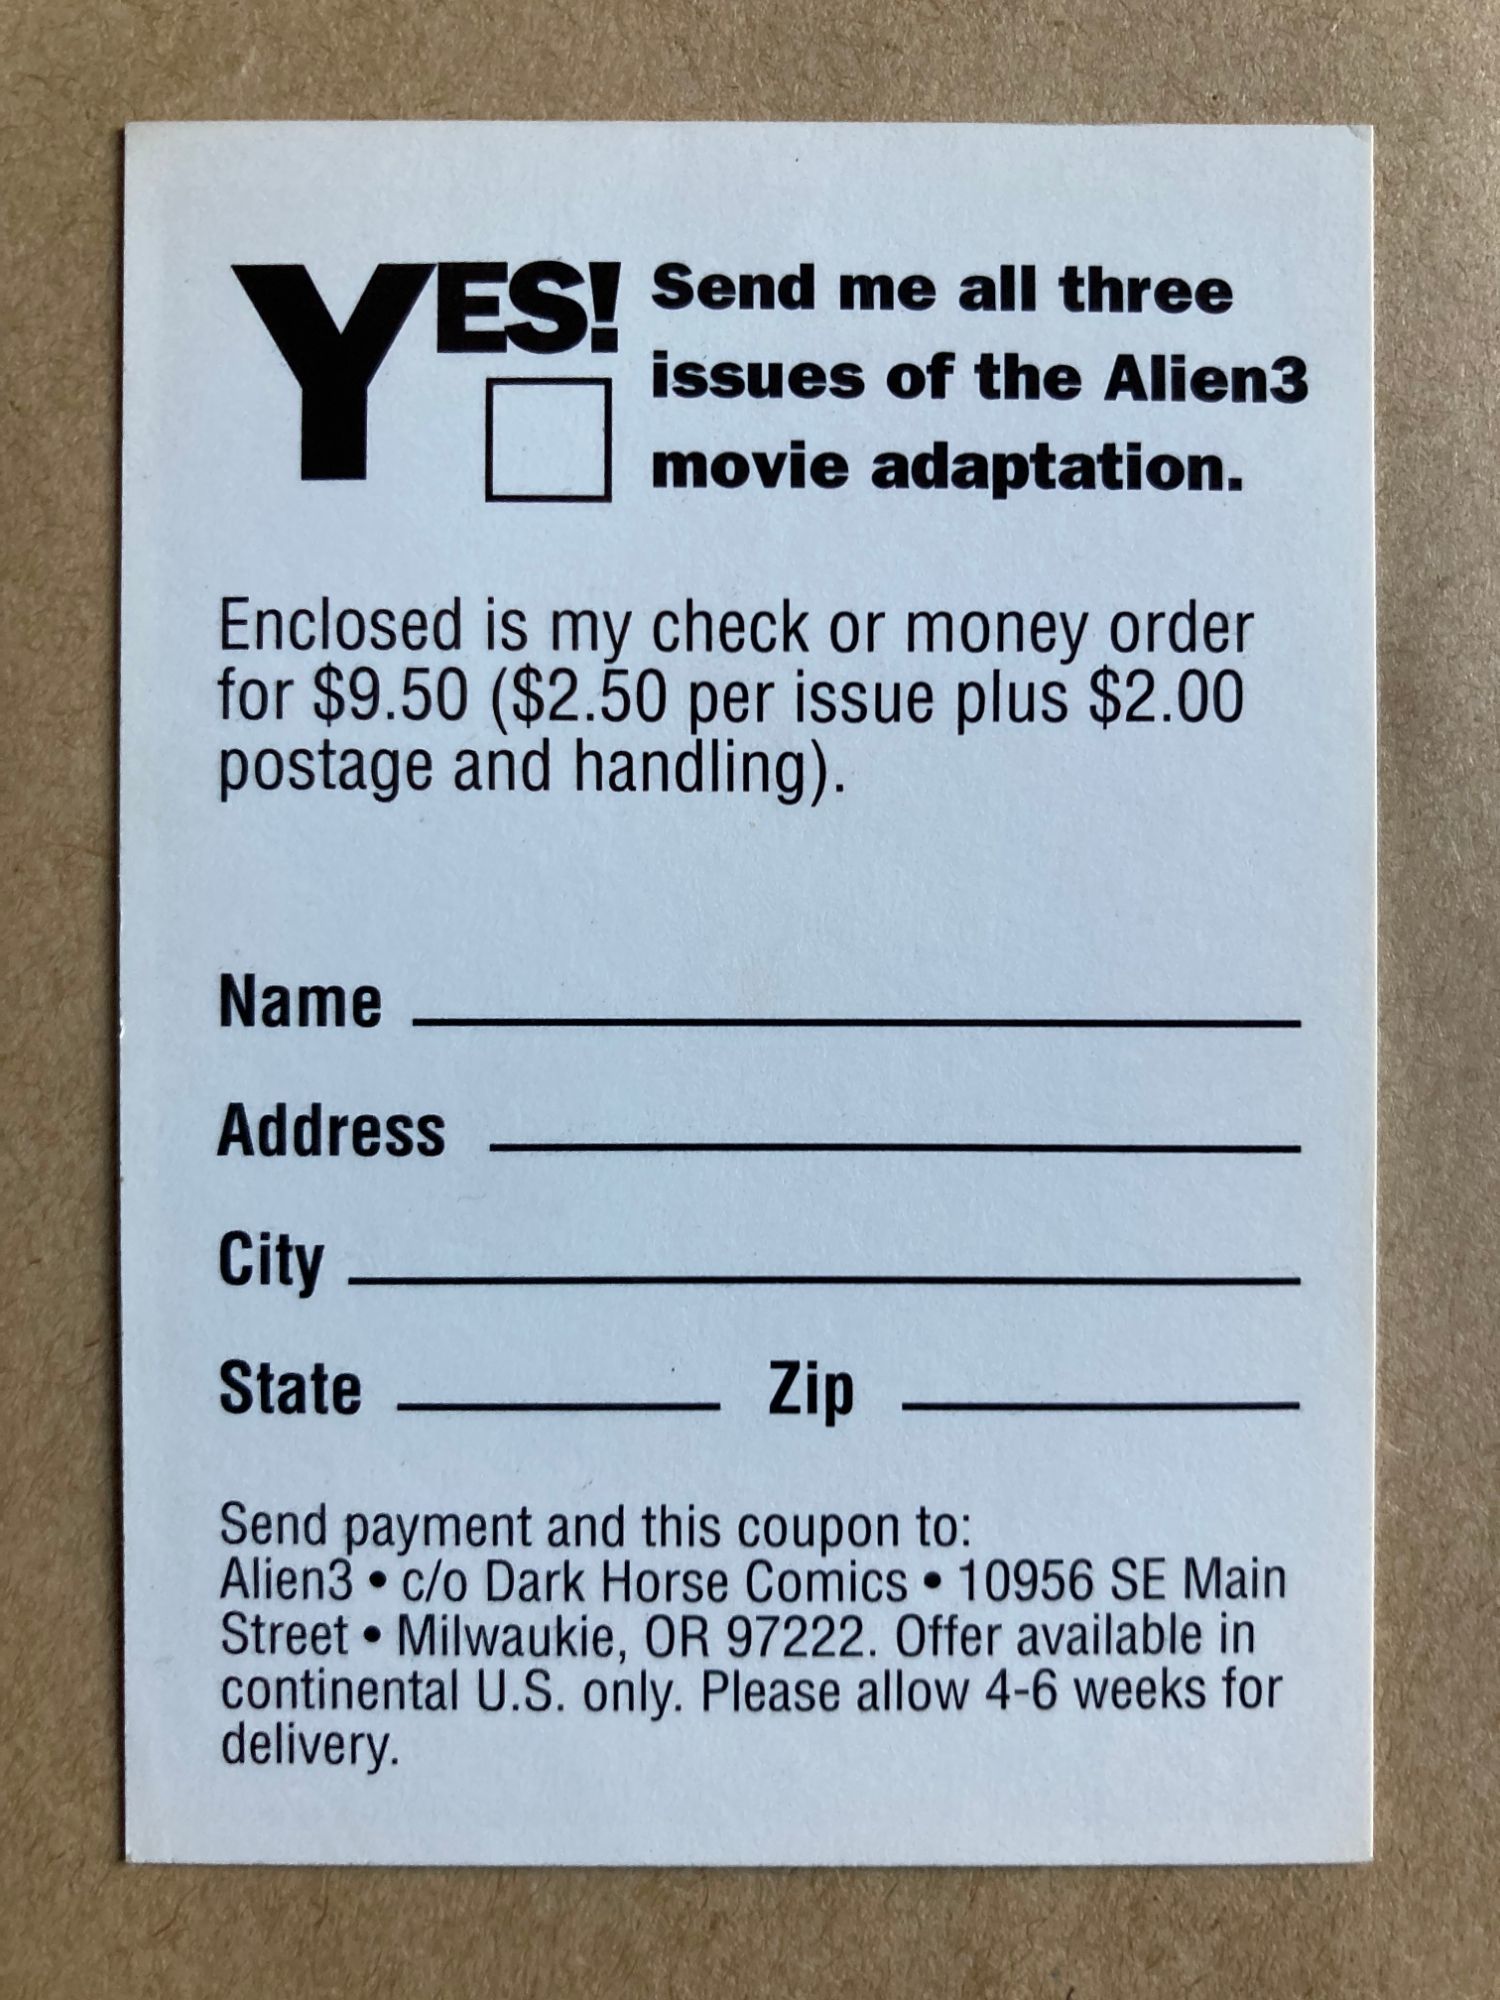 YES! Send me all three
issues of the Alien3
movie adaptation.
Enclosed is my check or money order
for $9.50 ($2.50 per issue plus $2.00
postage and handling).
Name
Address
City
State Zip
Send payment and this coupon to:
Alien3 • c/o Dark Horse Comics • 10956 SE Main
Street • Milwaukie, OR 97222. Offer available in
continental U.S. only. Please allow 4-6 weeks for
delivery.